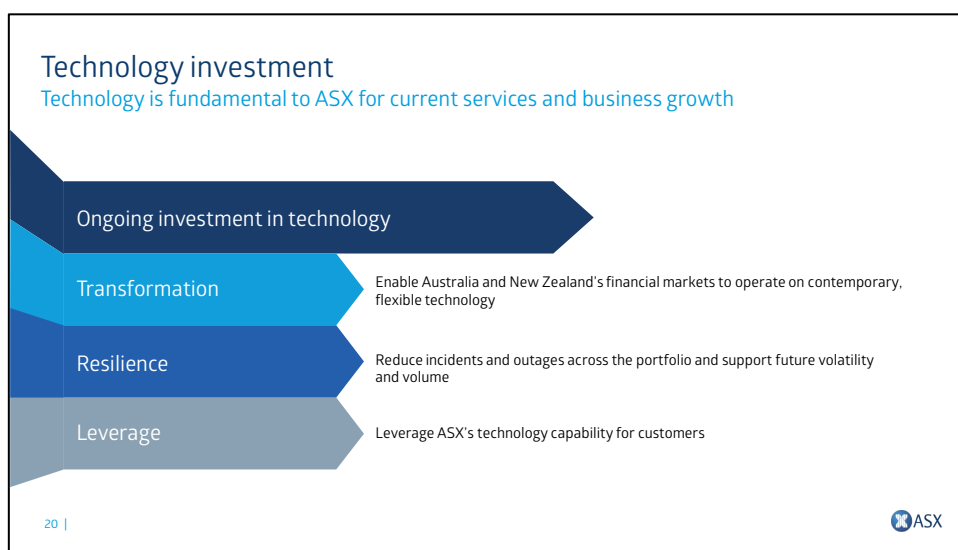 Technology investment
Technology is fundamental to ASX for current services and business growth
Ongoing investment in technology
Transformation
Enable Australia and New Zealand's financial markets to operate on contemporary,
flexible technology
Resilience
Reduce incidents and outages across the portfolio and support future volatility
and volume
Leverage
Leverage ASX's technology capability for customers
20 |
ASX